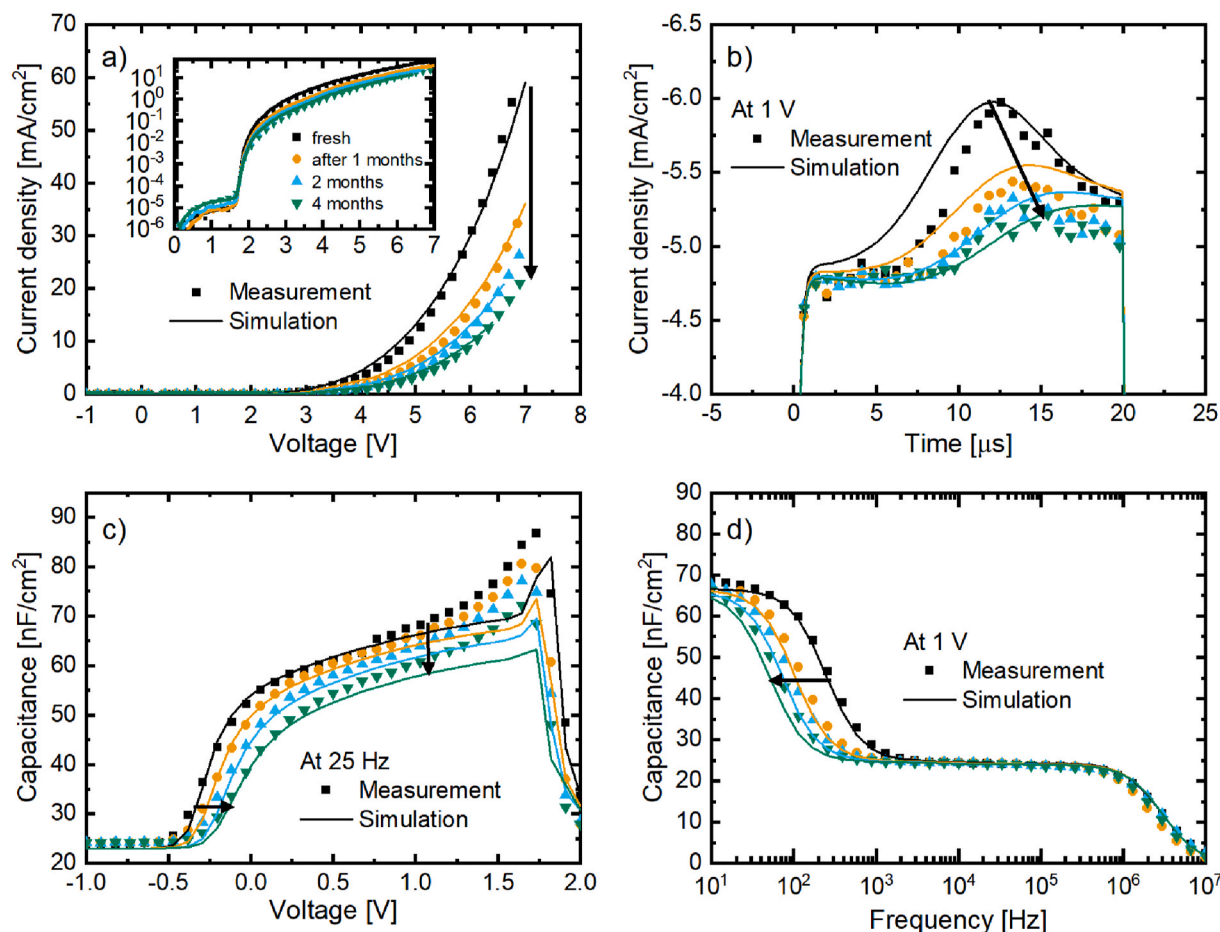 a)
70
60
50
40
30
20
10
0
Current density [mA/cm²]
10¹
10⁰
10⁻¹
10⁻²
10⁻³
10⁻⁴
10⁻⁵
10⁻⁶
0 1 2 3 4 5 6 7
fresh
after 1 months
2 months
4 months
Measurement
Simulation
-1 0 1 2 3 4 5 6 7 8
Voltage [V]
b)
-6.5
-6.0
-5.5
-5.0
-4.5
-4.0
Current density [mA/cm²]
At 1 V
Measurement
Simulation
-5 0 5 10 15 20 25
Time [μs]
c)
90
80
70
60
50
40
30
20
Capacitance [nF/cm²]
At 25 Hz
Measurement
Simulation
-1.0 -0.5 0.0 0.5 1.0 1.5 2.0
Voltage [V]
d)
90
80
70
60
50
40
30
20
10
0
Capacitance [nF/cm²]
At 1 V
Measurement
Simulation
10¹ 10² 10³ 10⁴ 10⁵ 10⁶ 10⁷
Frequency [Hz]